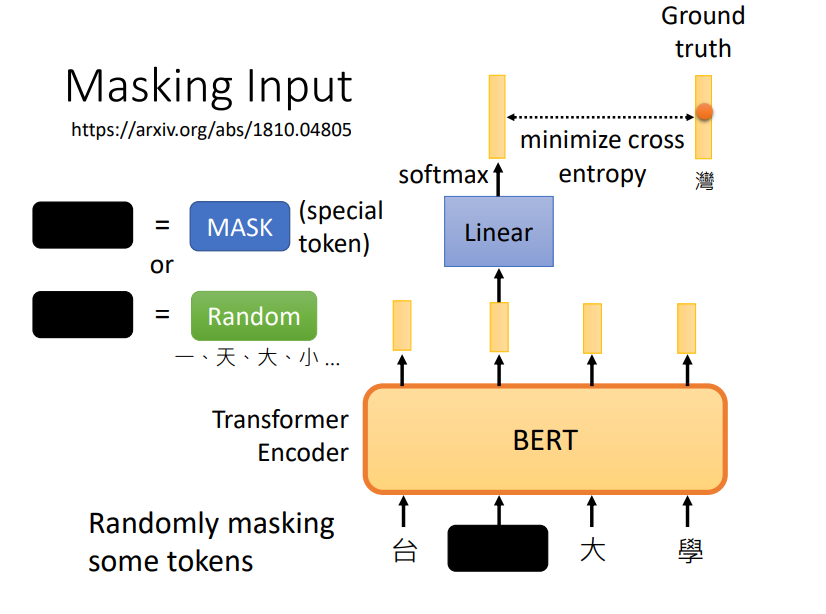 Masking Input
https://arxiv.org/abs/1810.04805
Ground
truth
minimize cross
entropy
softmax
灣
= MASK (special
token)
or
Linear
= Random
一、天、大、小 …
Transformer
Encoder
BERT
Randomly masking
some tokens
台 大 學